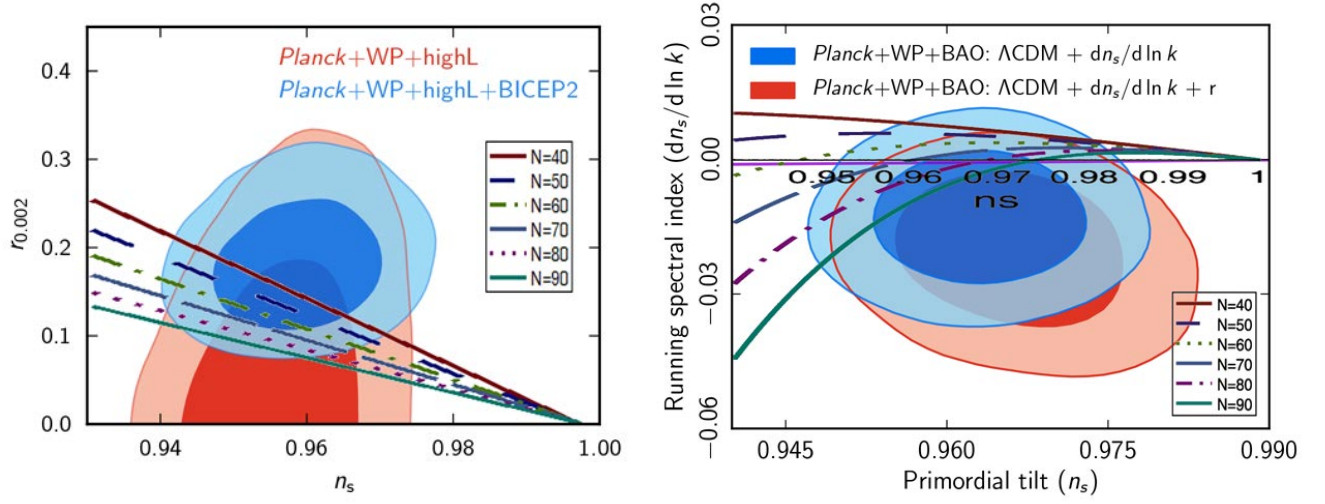 0.4
0.3
0.2
0.1
0.0
r0.002
Planck+WP+highL
Planck+WP+highL+BICEP2
N=40
N=50
N=60
N=70
N=80
N=90
0.94
0.96
0.98
1.00
ns
0.03
0.00
−0.03
−0.06
Running spectral index (dns/d ln k)
Planck+WP+BAO: ΛCDM + dns/d ln k
Planck+WP+BAO: ΛCDM + dns/d ln k + r
0.95 0.96 0.97 0.98 0.99 1
ns
N=40
N=50
N=60
N=70
N=80
N=90
0.945
0.960
0.975
0.990
Primordial tilt (ns)